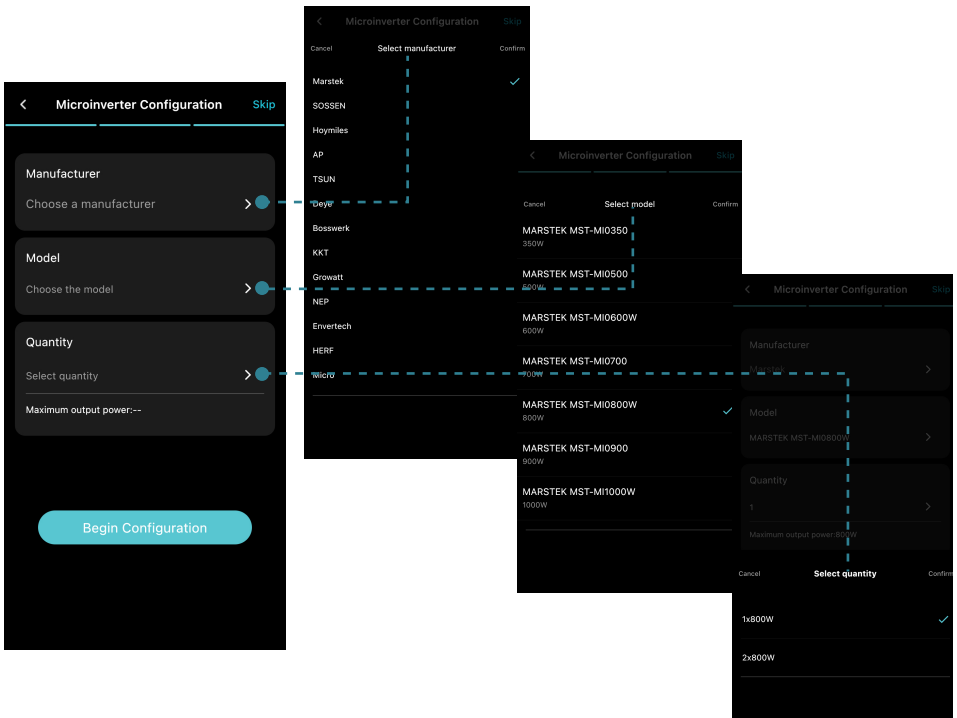 Microinverter Configuration
Skip
Manufacturer
Choose a manufacturer
Model
Choose the model
Quantity
Select quantity
Maximum output power:--
Begin Configuration
Microinverter Configuration
Skip
Cancel
Select manufacturer
Confirm
Marstek
SOSSEN
Hoymiles
AP
TSUN
Deye
Bosswerk
KKT
Growatt
NEP
Envertech
HERF
Micro
Microinverter Configuration
Skip
Cancel
Select model
Confirm
MARSTEK MST-MI0350
350W
MARSTEK MST-MI0500
500W
MARSTEK MST-MI0600W
600W
MARSTEK MST-MI0700
700W
MARSTEK MST-MI0800W
800W
MARSTEK MST-MI0900
900W
MARSTEK MST-MI1000W
1000W
Microinverter Configuration
Skip
Manufacturer
Marstek
Model
MARSTEK MST-MI0800W
Quantity
1
Maximum output power:800W
Cancel
Select quantity
Confirm
1x800W
2x800W